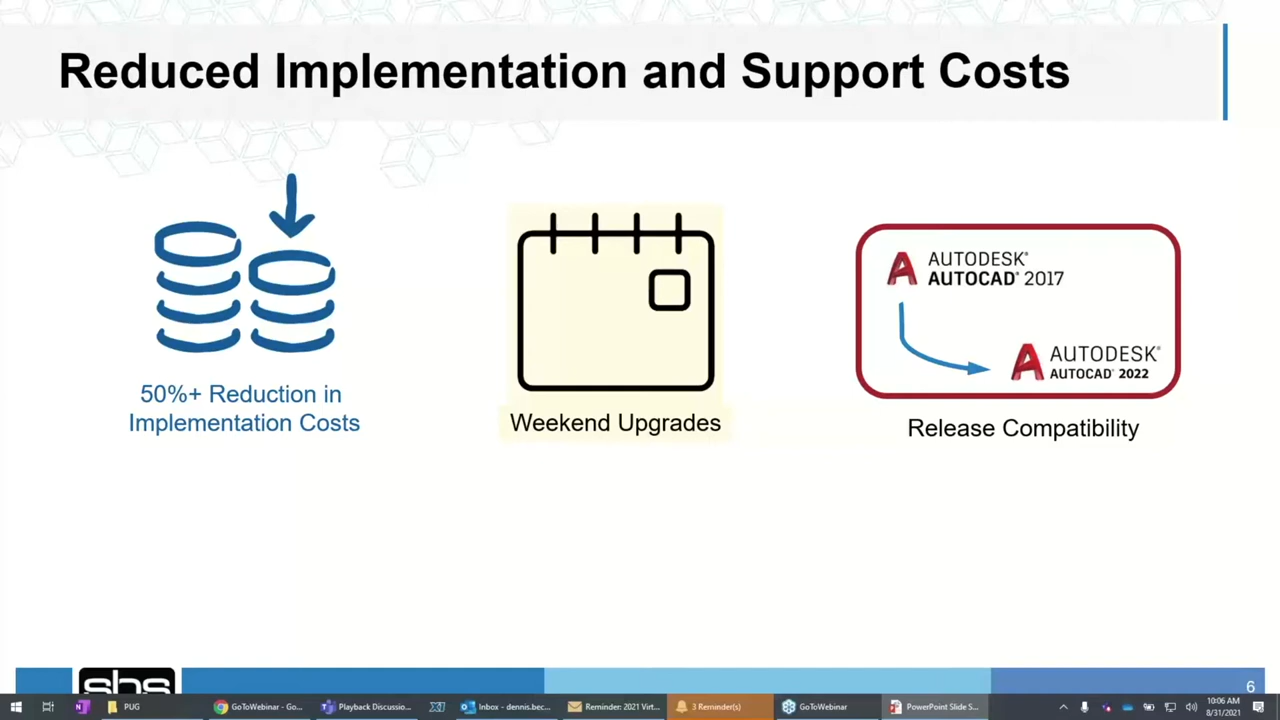 Reduced Implementation and Support Costs
50%+ Reduction in
Implementation Costs
Weekend Upgrades
AUTODESK®
AUTOCAD® 2017
AUTODESK®
AUTOCAD® 2022
Release Compatibility
sbs
6
PUG
GoToWebinar - Go...
Playback Discussio...
Inbox - dennis.bec...
Reminder: 2021 Virt...
3 Reminder(s)
GoToWebinar
PowerPoint Slide S...
10:06 AM
8/31/2021